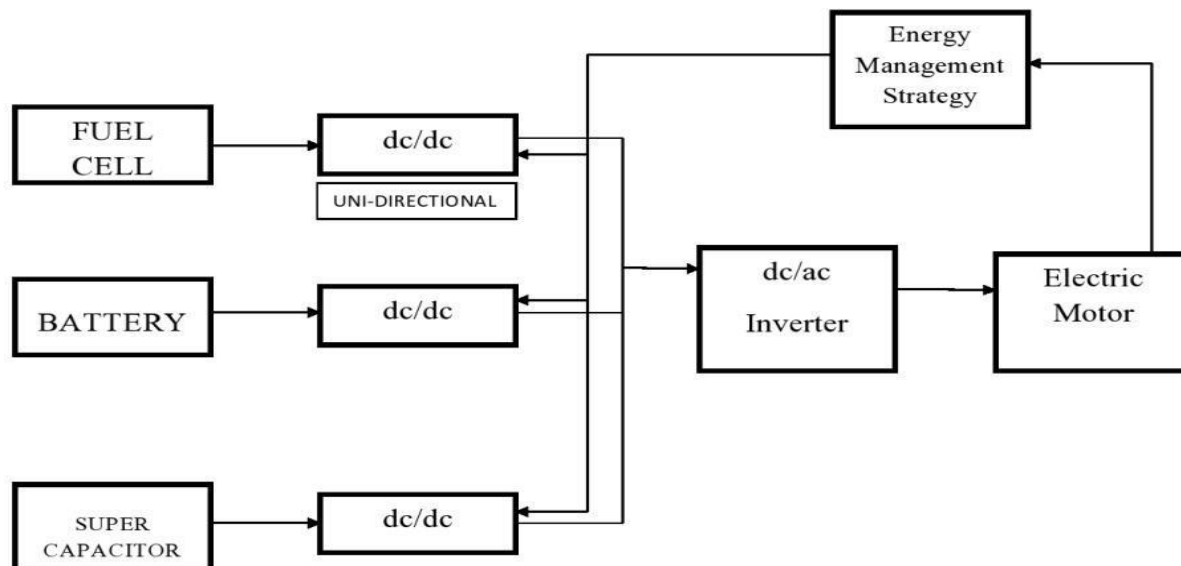 Energy
Management
Strategy
FUEL
CELL
dc/dc
UNI-DIRECTIONAL
BATTERY
dc/dc
dc/ac
Inverter
Electric
Motor
SUPER
CAPACITOR
dc/dc